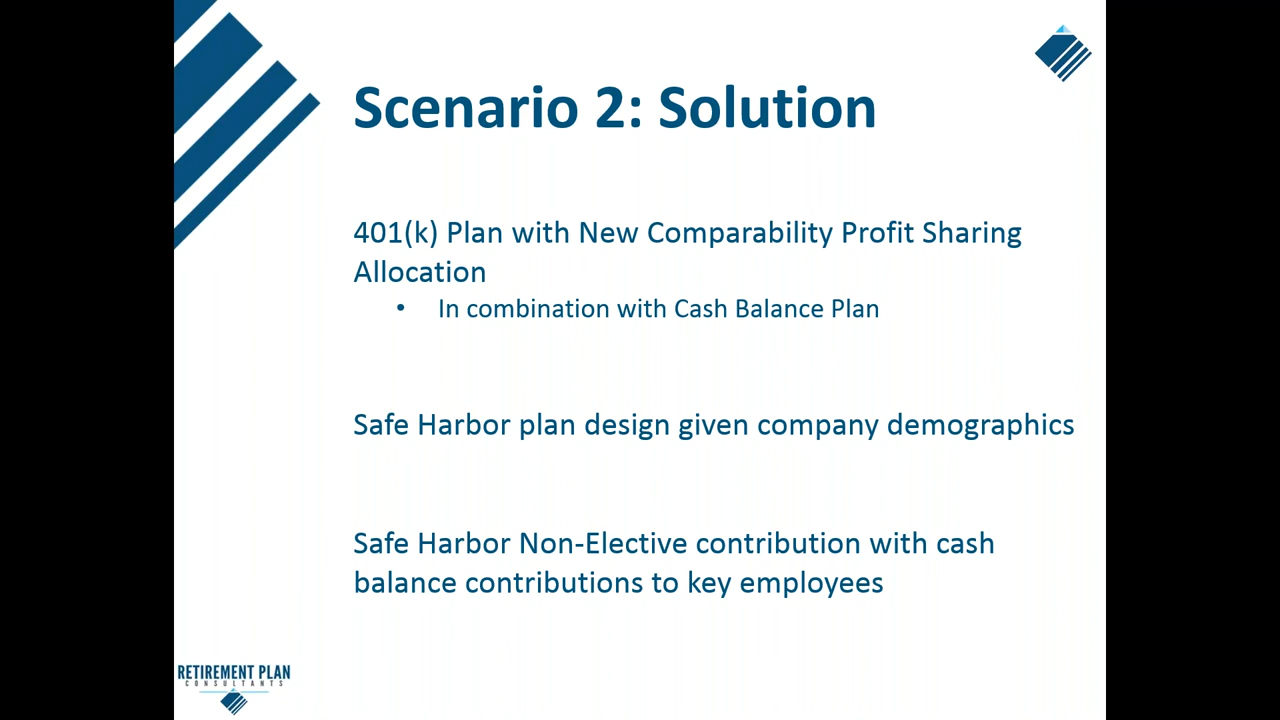 Scenario 2: Solution
401(k) Plan with New Comparability Profit Sharing
Allocation
• In combination with Cash Balance Plan
Safe Harbor plan design given company demographics
Safe Harbor Non-Elective contribution with cash
balance contributions to key employees
RETIREMENT PLAN
CONSULTANTS